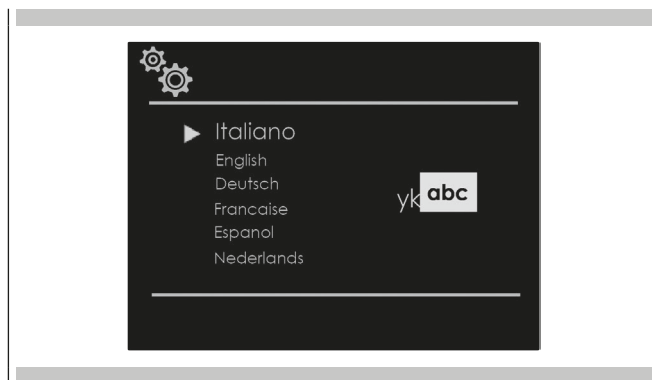 Italiano
English
Deutsch
Francaise
Espanol
Nederlands
yk abc